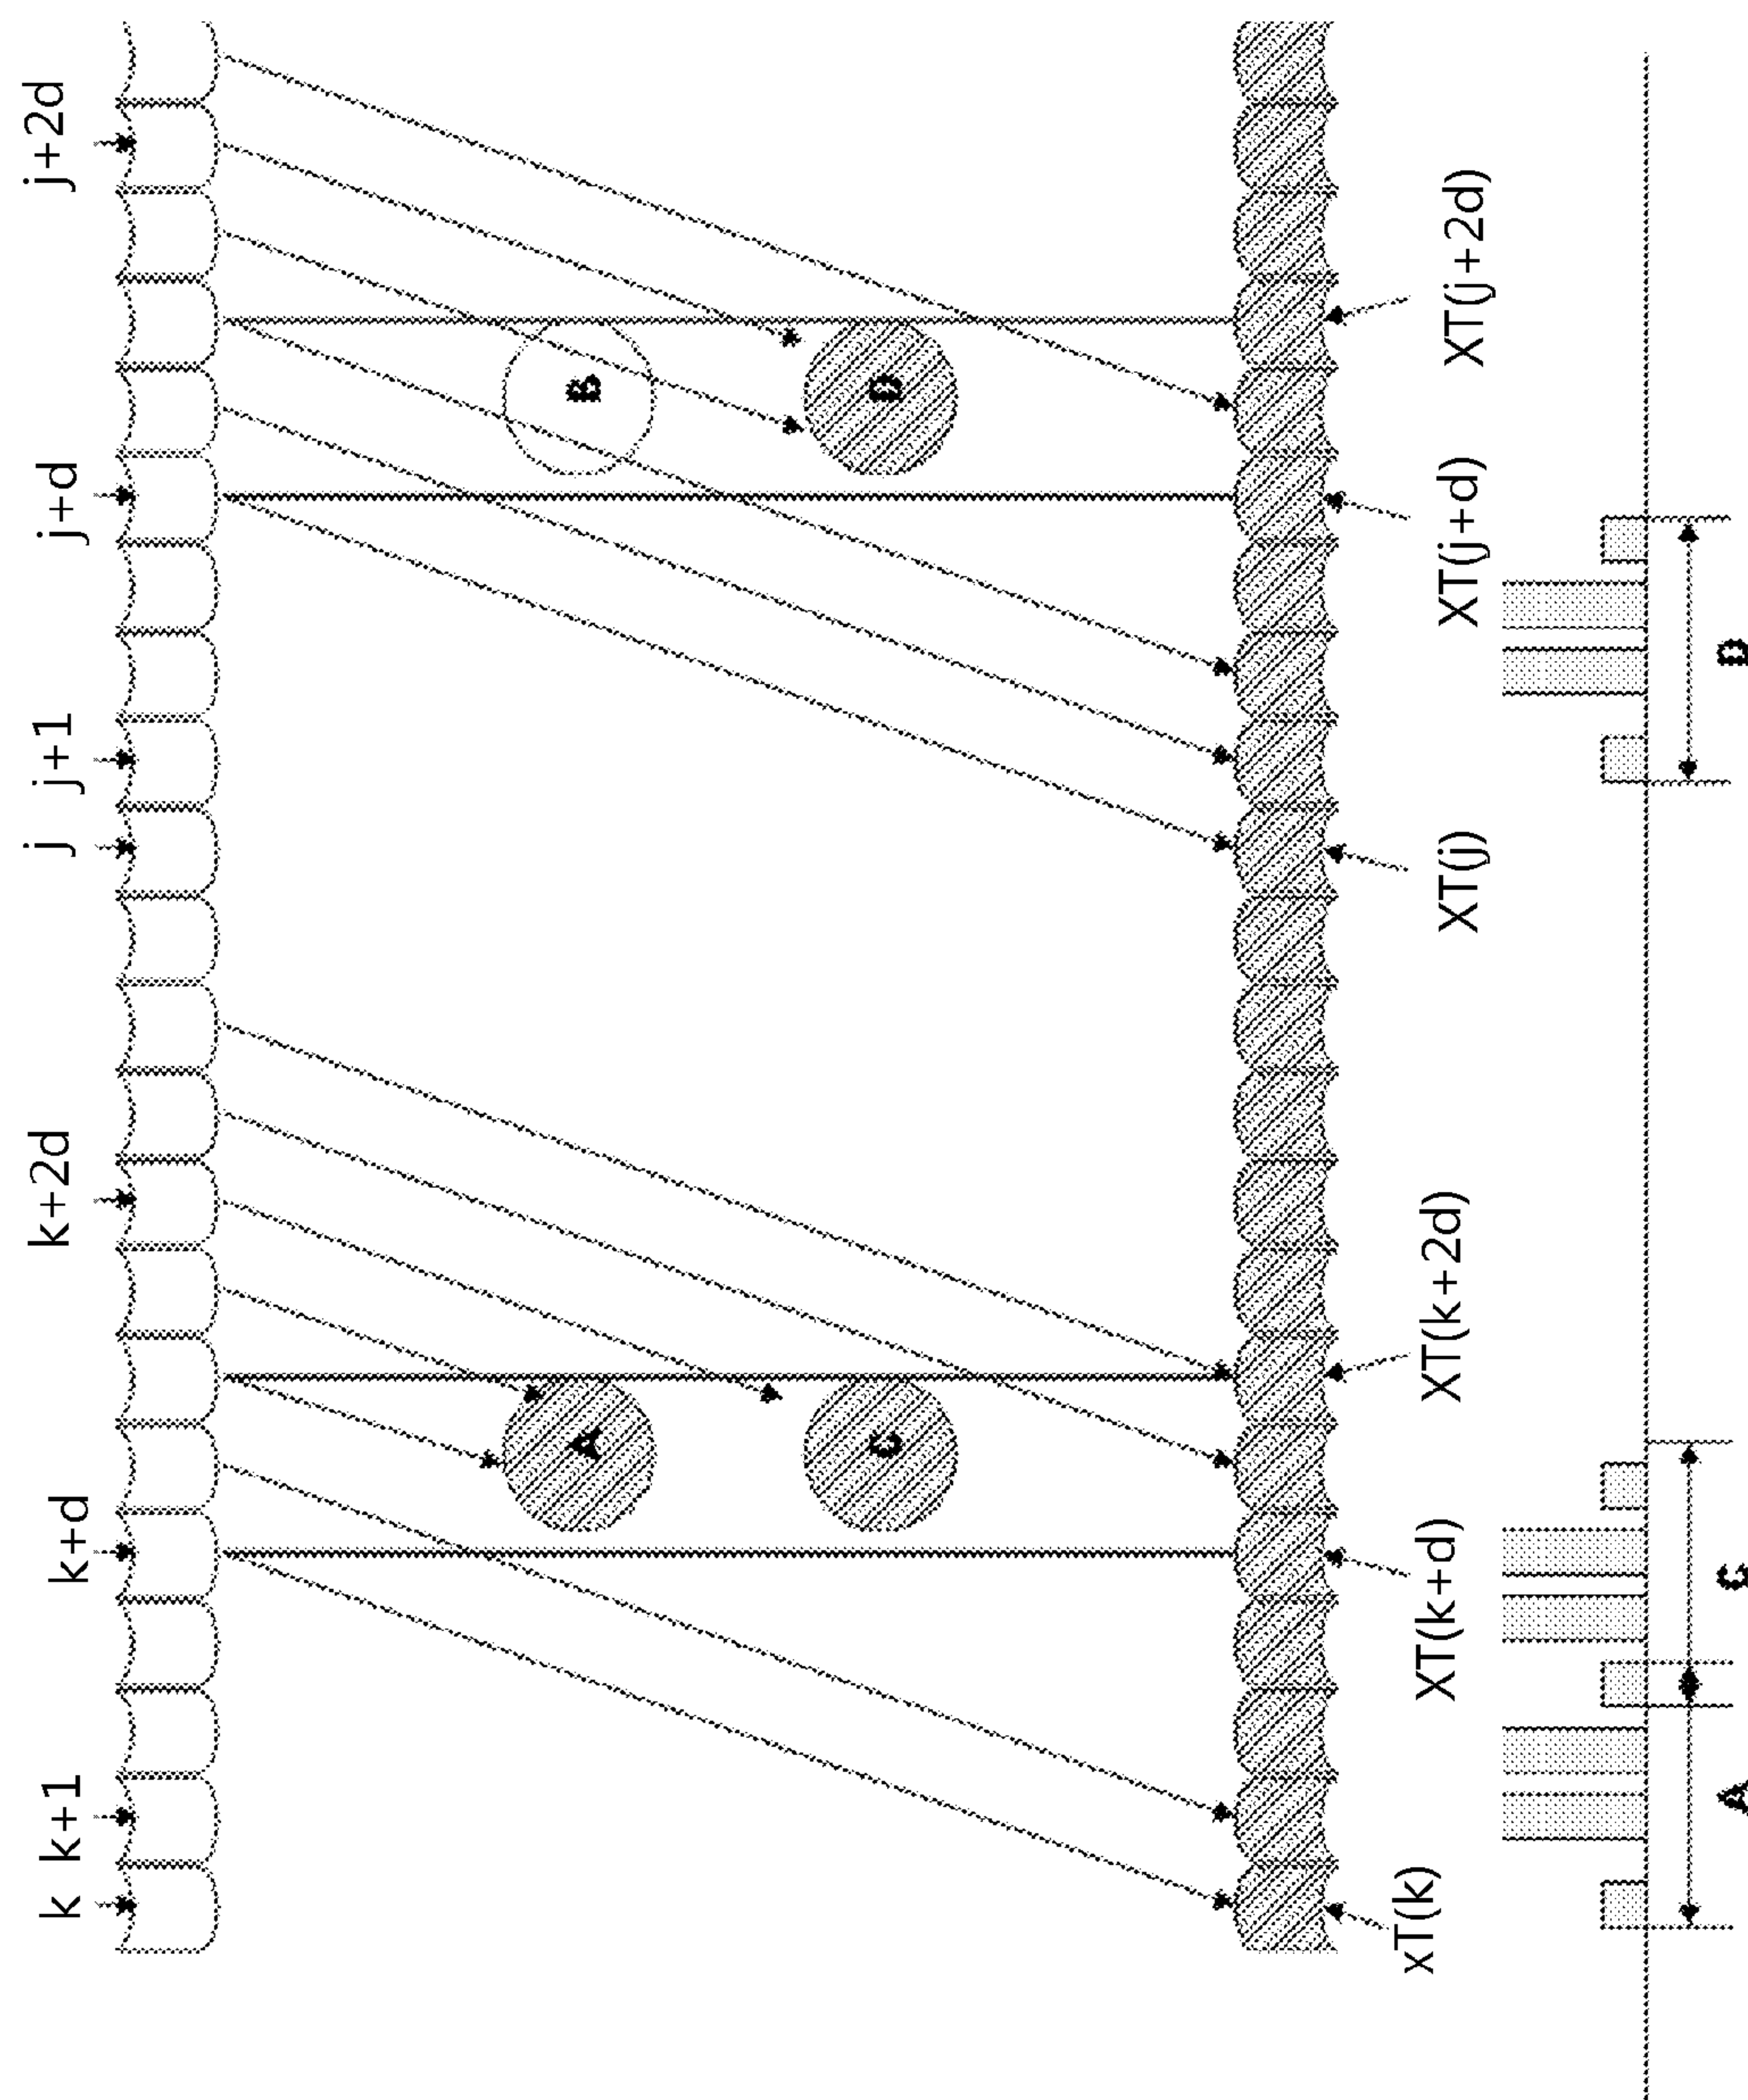 k
k+1
k+d
k+2d
j
j+1
j+d
j+2d
A
B
C
D
xT(k)
XT(k+d)
XT(k+2d)
XT(j)
XT(j+d)
XT(j+2d)
A
C
D